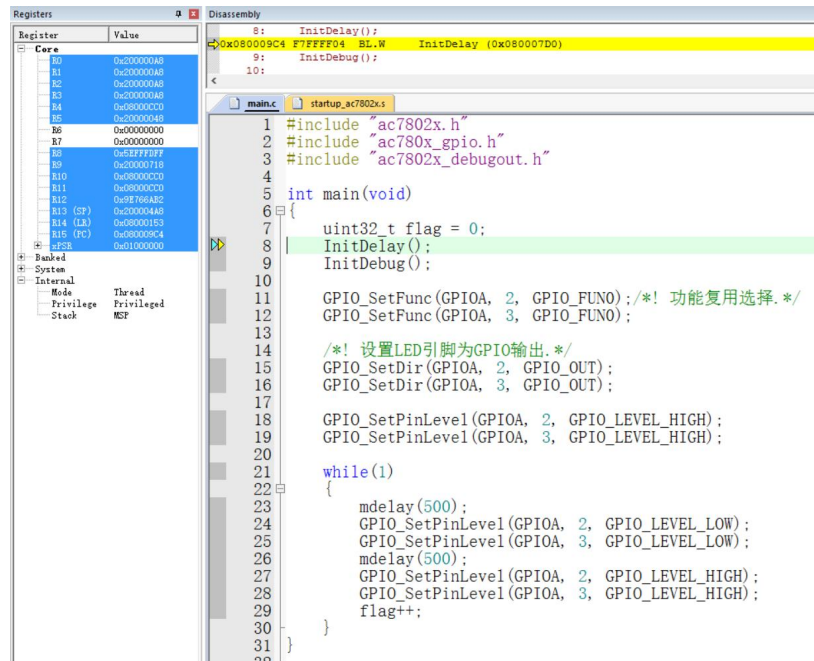 Registers
Register Value
Core
R0 0x200000A8
R1 0x200000A8
R2 0x200000A8
R3 0x200000A8
R4 0x08000CC0
R5 0x20000048
R6 0x00000000
R7 0x00000000
R8 0x5EFFFDFF
R9 0x20000718
R10 0x08000CC0
R11 0x08000CC0
R12 0x9E766AB2
R13 (SP) 0x200004A8
R14 (LR) 0x08000153
R15 (PC) 0x080009C4
xPSR 0x01000000
Banked
System
Internal
Mode Thread
Privilege Privileged
Stack MSP
Disassembly
8: InitDelay();
0x080009C4 F7FFFF04 BL.W InitDelay (0x080007D0)
9: InitDebug();
10:
main.c startup_ac7802x.s
1 #include "ac7802x.h"
2 #include "ac780x_gpio.h"
3 #include "ac7802x_debugout.h"
4
5 int main(void)
6 {
7 uint32_t flag = 0;
8 InitDelay();
9 InitDebug();
10
11 GPIO_SetFunc(GPIOA, 2, GPIO_FUN0);/*! 功能复用选择.*/
12 GPIO_SetFunc(GPIOA, 3, GPIO_FUN0);
13
14 /*! 设置LED引脚为GPIO输出.*/
15 GPIO_SetDir(GPIOA, 2, GPIO_OUT);
16 GPIO_SetDir(GPIOA, 3, GPIO_OUT);
17
18 GPIO_SetPinLevel(GPIOA, 2, GPIO_LEVEL_HIGH);
19 GPIO_SetPinLevel(GPIOA, 3, GPIO_LEVEL_HIGH);
20
21 while(1)
22 {
23 mdelay(500);
24 GPIO_SetPinLevel(GPIOA, 2, GPIO_LEVEL_LOW);
25 GPIO_SetPinLevel(GPIOA, 3, GPIO_LEVEL_LOW);
26 mdelay(500);
27 GPIO_SetPinLevel(GPIOA, 2, GPIO_LEVEL_HIGH);
28 GPIO_SetPinLevel(GPIOA, 3, GPIO_LEVEL_HIGH);
29 flag++;
30 }
31 }